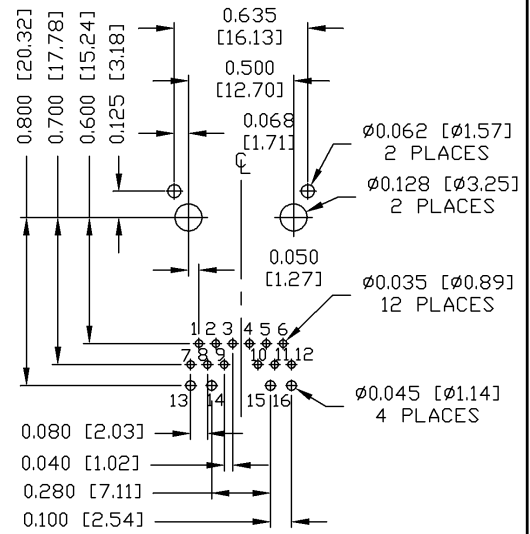 0.800 [20.32]
0.700 [17.78]
0.600 [15.24]
0.125 [3.18]
0.635
[16.13]
0.500
[12.70]
0.068
[1.71]
℄
Ø0.062 [Ø1.57]
2 PLACES
Ø0.128 [Ø3.25]
2 PLACES
0.050
[1.27]
Ø0.035 [Ø0.89]
12 PLACES
1 2 3 4 5 6
7 8 9 10 11 12
13 14 15 16
Ø0.045 [Ø1.14]
4 PLACES
0.080 [2.03]
0.040 [1.02]
0.280 [7.11]
0.100 [2.54]